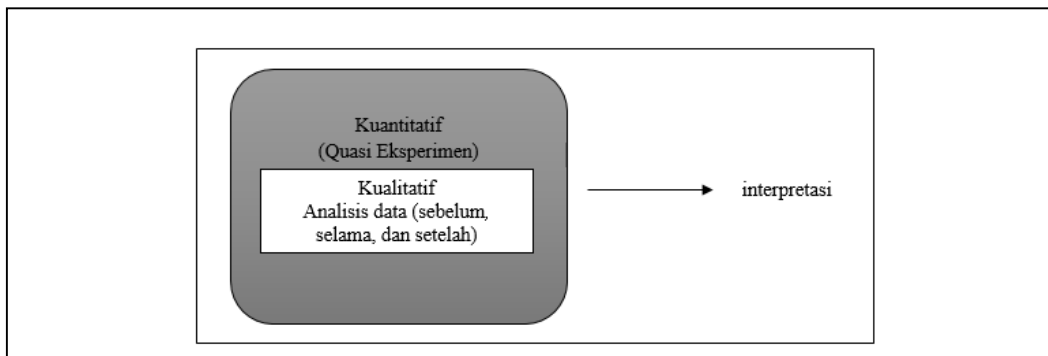 Kuantitatif
(Quasi Eksperimen)
Kualitatif
Analisis data (sebelum,
selama, dan setelah)
interpretasi